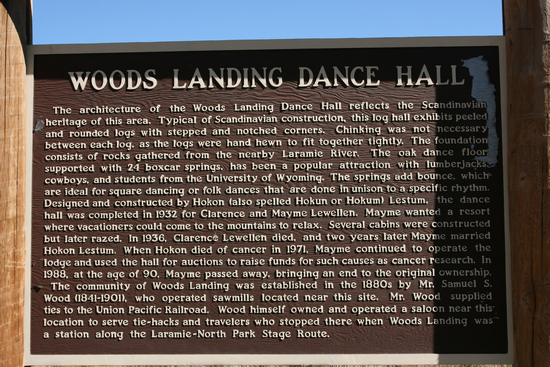 WOODS LANDING DANCE HALL
The architecture of the Woods Landing Dance Hall reflects the Scandinavian
heritage of this area. Typical of Scandinavian construction, this log hall exhibits peeled
and rounded logs with stepped and notched corners. Chinking was not necessary
between each log, as the logs were hand hewn to fit together tightly. The foundation
consists of rocks gathered from the nearby Laramie River. The oak dance floor,
supported with 24 boxcar springs, has been a popular attraction with lumberjacks,
cowboys, and students from the University of Wyoming. The springs add bounce, which
are ideal for square dancing or folk dances that are done in unison to a specific rhythm.
Designed and constructed by Hokon (also spelled Hokun or Hokum) Lestum, the dance
hall was completed in 1932 for Clarence and Mayme Lewellen. Mayme wanted a resort
where vacationers could come to the mountains to relax. Several cabins were constructed
but later razed. In 1936, Clarence Lewellen died, and two years later Mayme married
Hokon Lestum. When Hokon died of cancer in 1971, Mayme continued to operate the
lodge and used the hall for auctions to raise funds for such causes as cancer research. In
1988, at the age of 90, Mayme passed away, bringing an end to the original ownership.
The community of Woods Landing was established in the 1880s by Mr. Samuel S.
Wood (1841-1901), who operated sawmills located near this site. Mr. Wood supplied
ties to the Union Pacific Railroad. Wood himself owned and operated a saloon near this
location to serve tie-hacks and travelers who stopped there when Woods Landing was
a station along the Laramie-North Park Stage Route.